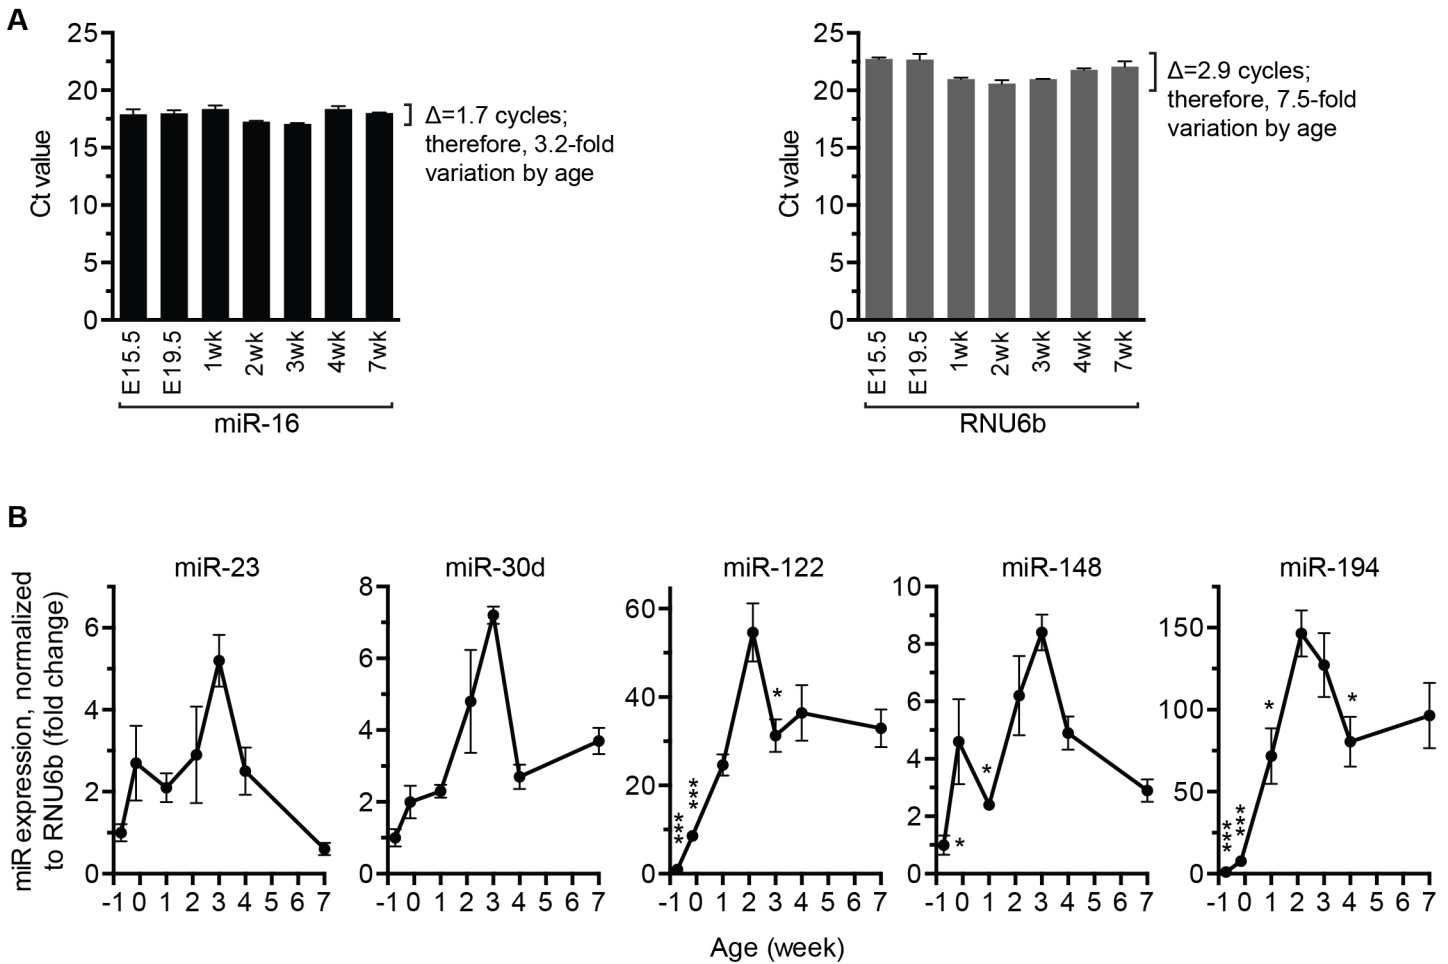 A
25
20
15
10
5
0
Ct value
E15.5
E19.5
1wk
2wk
3wk
4wk
7wk
miR-16
Δ=1.7 cycles;
therefore, 3.2-fold
variation by age
25
20
15
10
5
0
Ct value
E15.5
E19.5
1wk
2wk
3wk
4wk
7wk
RNU6b
Δ=2.9 cycles;
therefore, 7.5-fold
variation by age
B
miR expression, normalized
to RNU6b (fold change)
miR-23
6
4
2
0
-1 0 1 2 3 4 5 6 7
miR-30d
8
6
4
2
0
-1 0 1 2 3 4 5 6 7
miR-122
60
40
20
0
***
***
*
-1 0 1 2 3 4 5 6 7
miR-148
10
8
6
4
2
0
*
*
-1 0 1 2 3 4 5 6 7
miR-194
150
100
50
0
***
***
*
*
-1 0 1 2 3 4 5 6 7
Age (week)